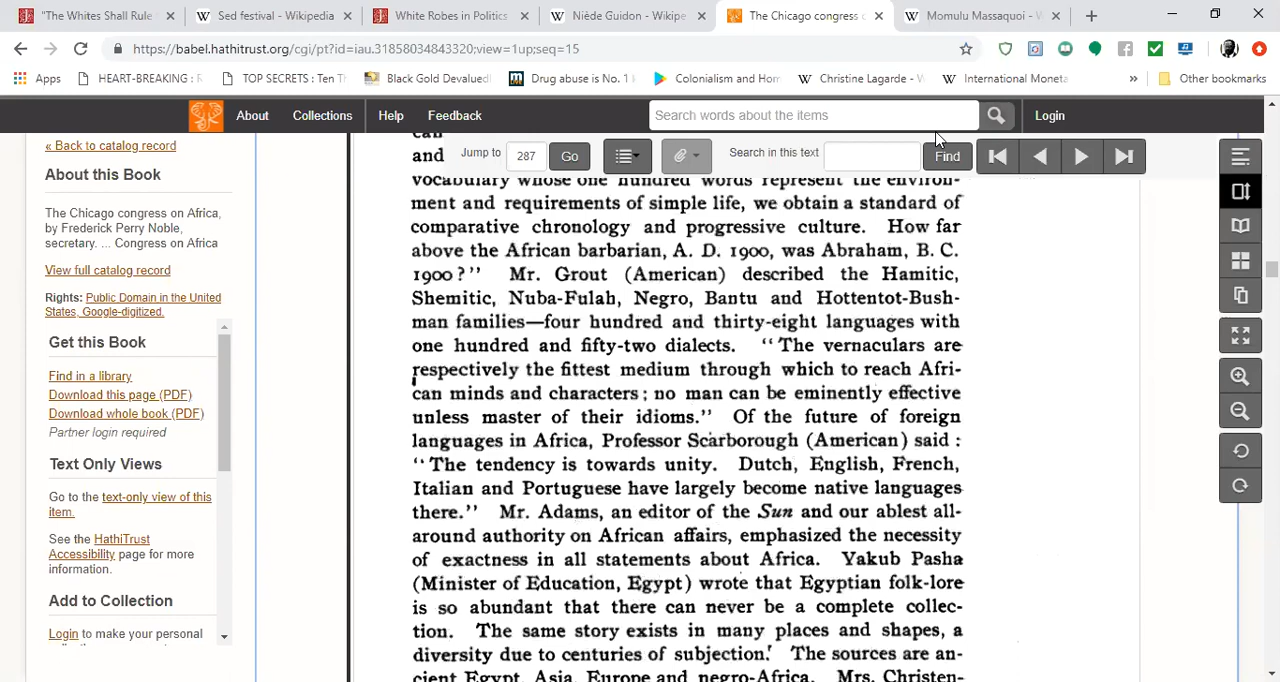 "The Whites Shall Rule
Sed festival - Wikipedia
White Robes in Politics
Niède Guidon - Wikipe
The Chicago congress o
Momulu Massaquoi - W
https://babel.hathitrust.org/cgi/pt?id=iau.31858034843320;view=1up;seq=15
Apps
HEART-BREAKING : R
TOP SECRETS : Ten Th
Black Gold Devalued
Drug abuse is No. 1
Colonialism and Hom
Christine Lagarde - W
International Moneta
»
Other bookmarks
About
Collections
Help
Feedback
Search words about the items
Login
« Back to catalog record
About this Book
The Chicago congress on Africa,
by Frederick Perry Noble,
secretary. ... Congress on Africa
View full catalog record
Rights: Public Domain in the United
States, Google-digitized.
Get this Book
Find in a library
Download this page (PDF)
Download whole book (PDF)
Partner login required
Text Only Views
Go to the text-only view of this
item.
See the HathiTrust
Accessibility page for more
information.
Add to Collection
Login to make your personal
Jump to
287
Go
Search in this text
Find
can
and
vocabulary whose one hundred words represent the environ-
ment and requirements of simple life, we obtain a standard of
comparative chronology and progressive culture. How far
above the African barbarian, A. D. 1900, was Abraham, B. C.
1900?" Mr. Grout (American) described the Hamitic,
Shemitic, Nuba-Fulah, Negro, Bantu and Hottentot-Bush-
man families—four hundred and thirty-eight languages with
one hundred and fifty-two dialects. "The vernaculars are
respectively the fittest medium through which to reach Afri-
can minds and characters; no man can be eminently effective
unless master of their idioms." Of the future of foreign
languages in Africa, Professor Scarborough (American) said :
"The tendency is towards unity. Dutch, English, French,
Italian and Portuguese have largely become native languages
there." Mr. Adams, an editor of the Sun and our ablest all-
around authority on African affairs, emphasized the necessity
of exactness in all statements about Africa. Yakub Pasha
(Minister of Education, Egypt) wrote that Egyptian folk-lore
is so abundant that there can never be a complete collec-
tion. The same story exists in many places and shapes, a
diversity due to centuries of subjection. The sources are an-
cient Egypt, Asia, Europe and negro-Africa. Mrs. Christen-